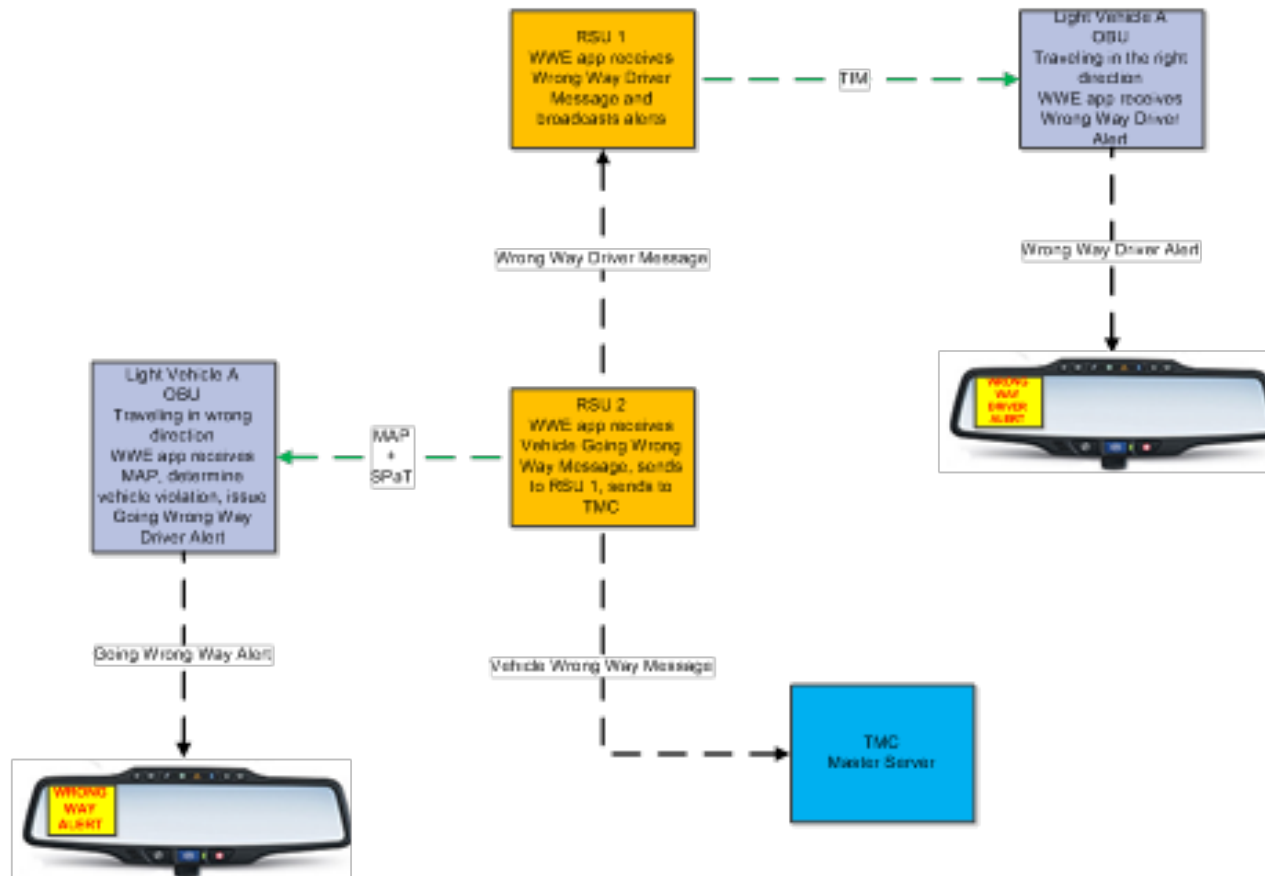 RSU 1
WWE app receives
Wrong Way Driver
Message and
broadcasts alerts
TIM
Light Vehicle A
OBU
Traveling in the right
direction
WWE app receives
Wrong Way Driver
Alert
Wrong Way Driver Message
Wrong Way Driver Alert
WRONG
WAY
DRIVER
ALERT
Light Vehicle A
OBU
Traveling in wrong
direction
WWE app receives
MAP, determine
vehicle violation, issue
Going Wrong Way
Driver Alert
MAP
+
SPaT
RSU 2
WWE app receives
Vehicle Going Wrong
Way Message, sends
to RSU 1, sends to
TMC
Going Wrong Way Alert
Vehicle Wrong Way Message
TMC
Master Server
WRONG
WAY
ALERT